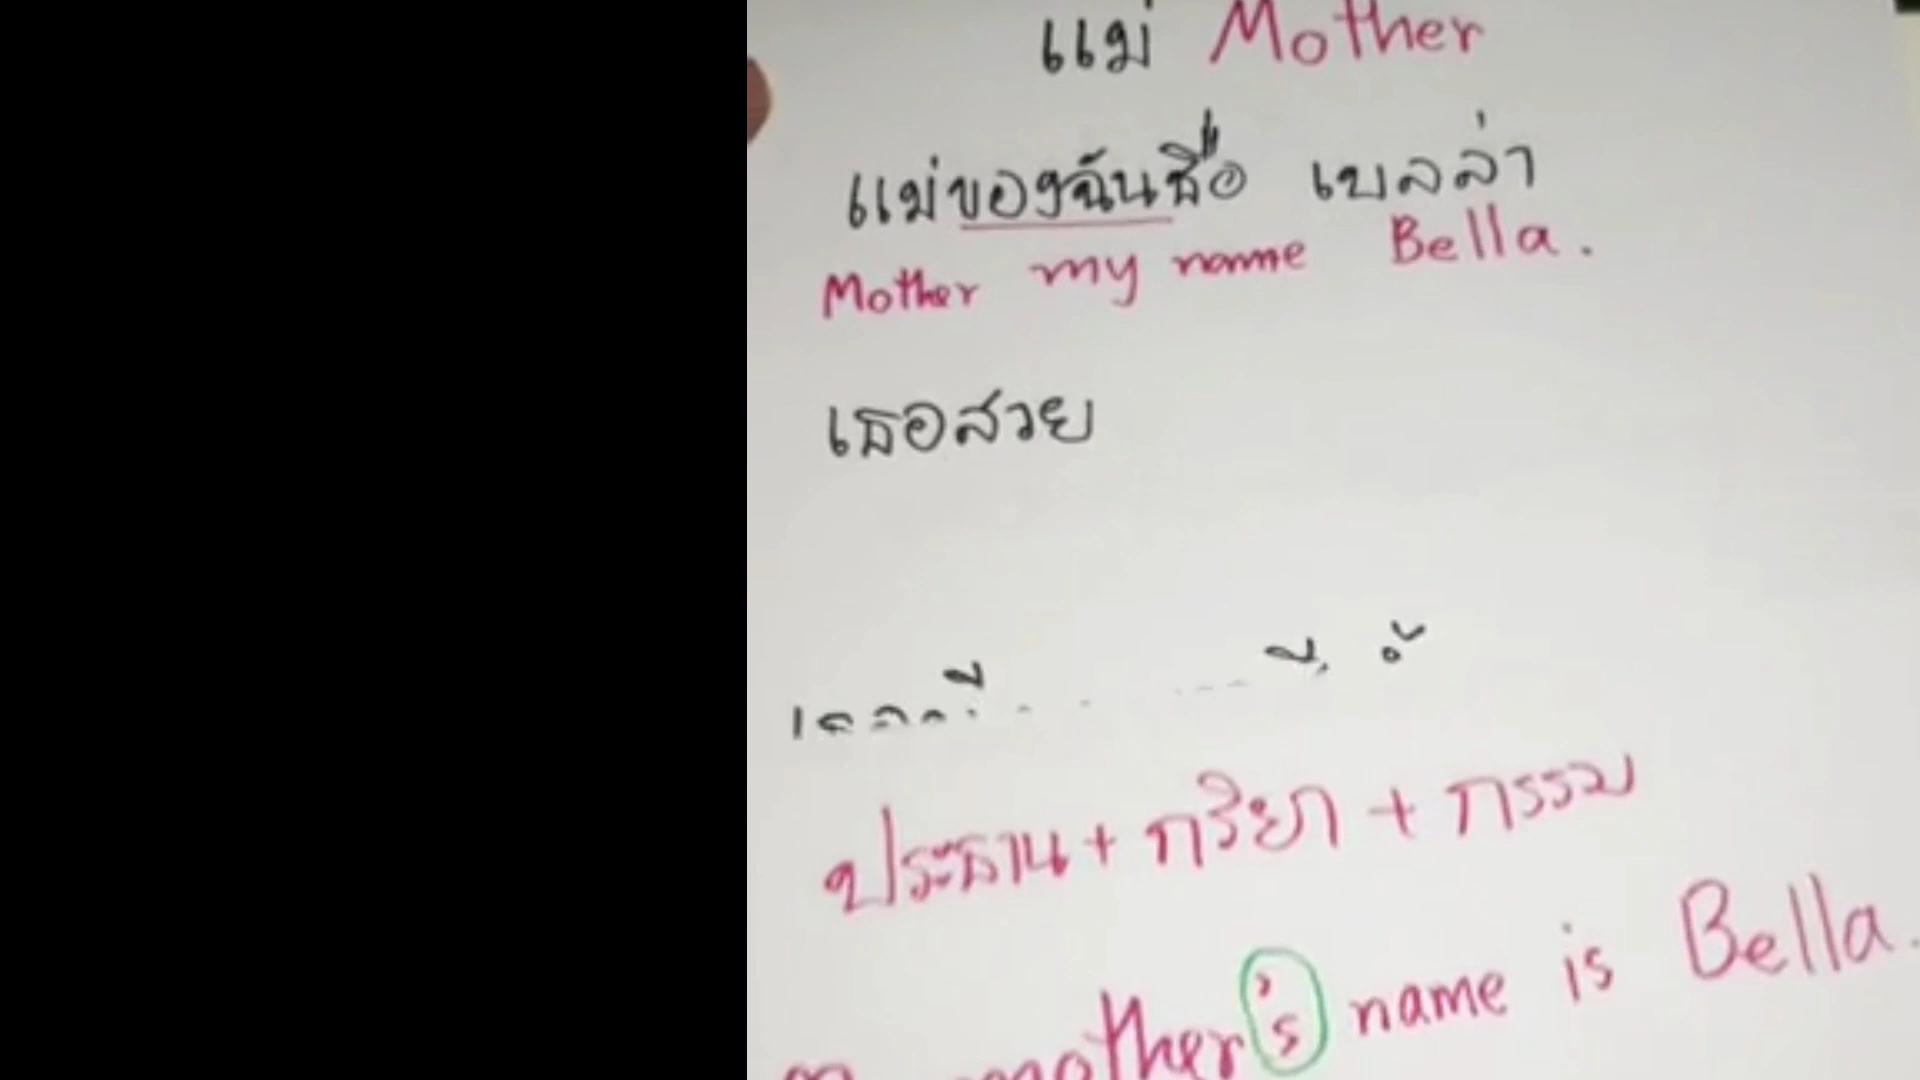 แม่ Mother
แม่ของฉันชื่อ เบลล่า
Mother my name Bella.
เธอสวย
ประธาน + กริยา + กรรม
mother's name is Bella.